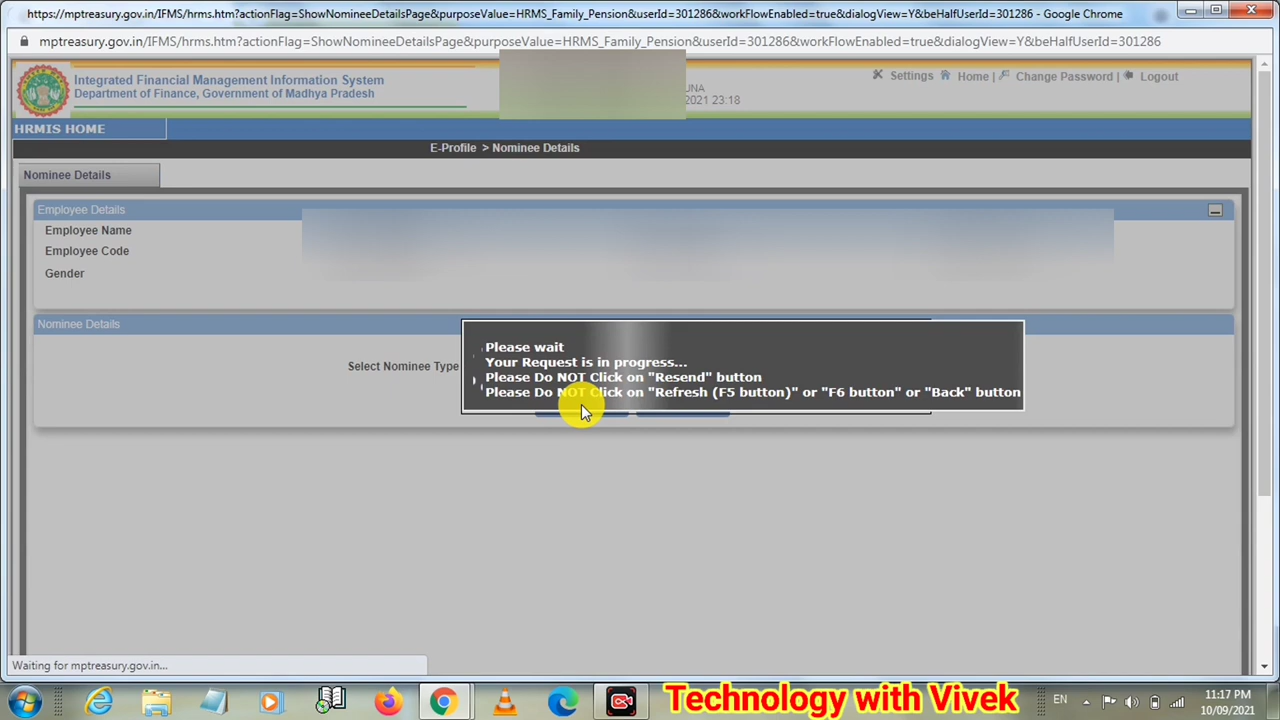 https://mptreasury.gov.in/IFMS/hrms.htm?actionFlag=ShowNomineeDetailsPage&purposeValue=HRMS_Family_Pension&userId=301286&workFlowEnabled=true&dialogView=Y&beHalfUserId=301286 - Google Chrome
mptreasury.gov.in/IFMS/hrms.htm?actionFlag=ShowNomineeDetailsPage&purposeValue=HRMS_Family_Pension&userId=301286&workFlowEnabled=true&dialogView=Y&beHalfUserId=301286
Integrated Financial Management Information System
Department of Finance, Government of Madhya Pradesh
UNA
2021 23:18
Settings Home | Change Password | Logout
HRMIS HOME
E-Profile > Nominee Details
Nominee Details
Employee Details
Employee Name
Employee Code
Gender
Nominee Details
Select Nominee Type
Please wait
Your Request is in progress...
Please Do NOT Click on "Resend" button
Please Do NOT Click on "Refresh (F5 button)" or "F6 button" or "Back" button
Waiting for mptreasury.gov.in...
Technology with Vivek
EN
11:17 PM
10/09/2021